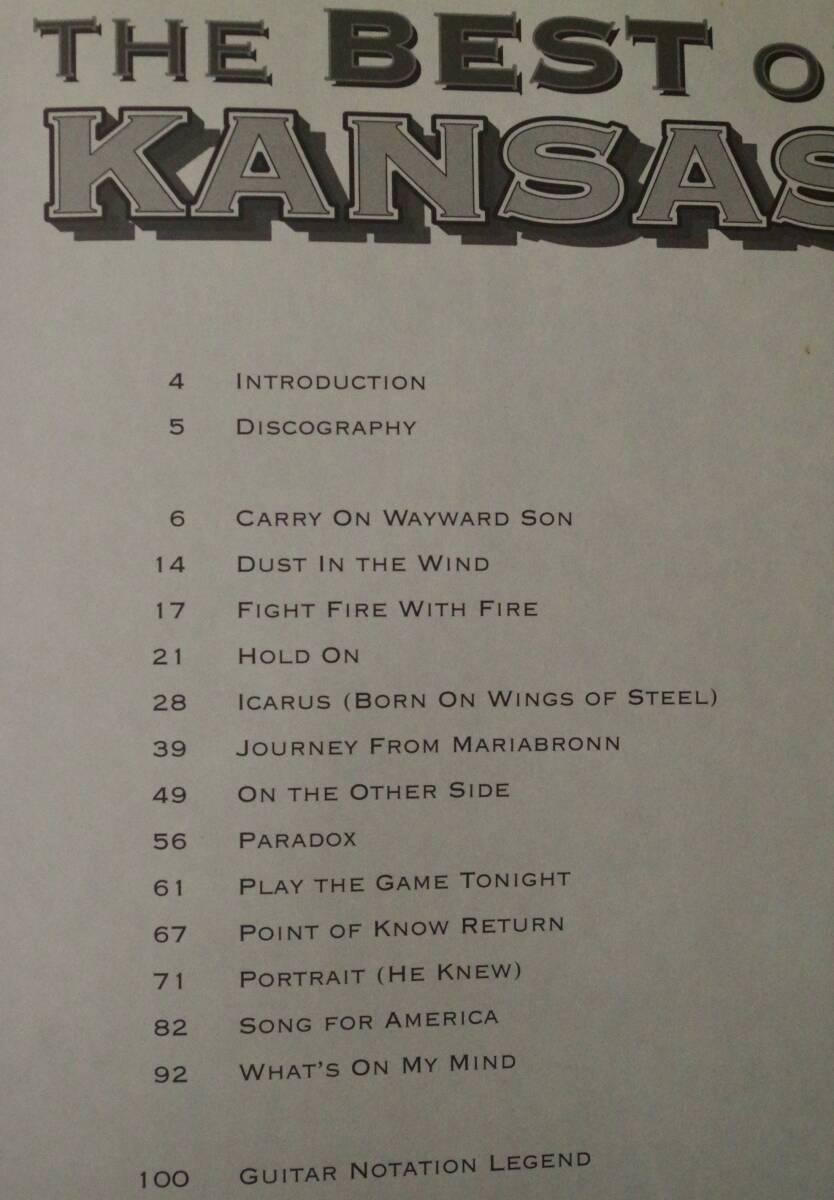 THE BEST O
KANSAS
4 INTRODUCTION
5 DISCOGRAPHY
6 CARRY ON WAYWARD SON
14 DUST IN THE WIND
17 FIGHT FIRE WITH FIRE
21 HOLD ON
28 ICARUS (BORN ON WINGS OF STEEL)
39 JOURNEY FROM MARIABRONN
49 ON THE OTHER SIDE
56 PARADOX
61 PLAY THE GAME TONIGHT
67 POINT OF KNOW RETURN
71 PORTRAIT (HE KNEW)
82 SONG FOR AMERICA
92 WHAT'S ON MY MIND
100 GUITAR NOTATION LEGEND